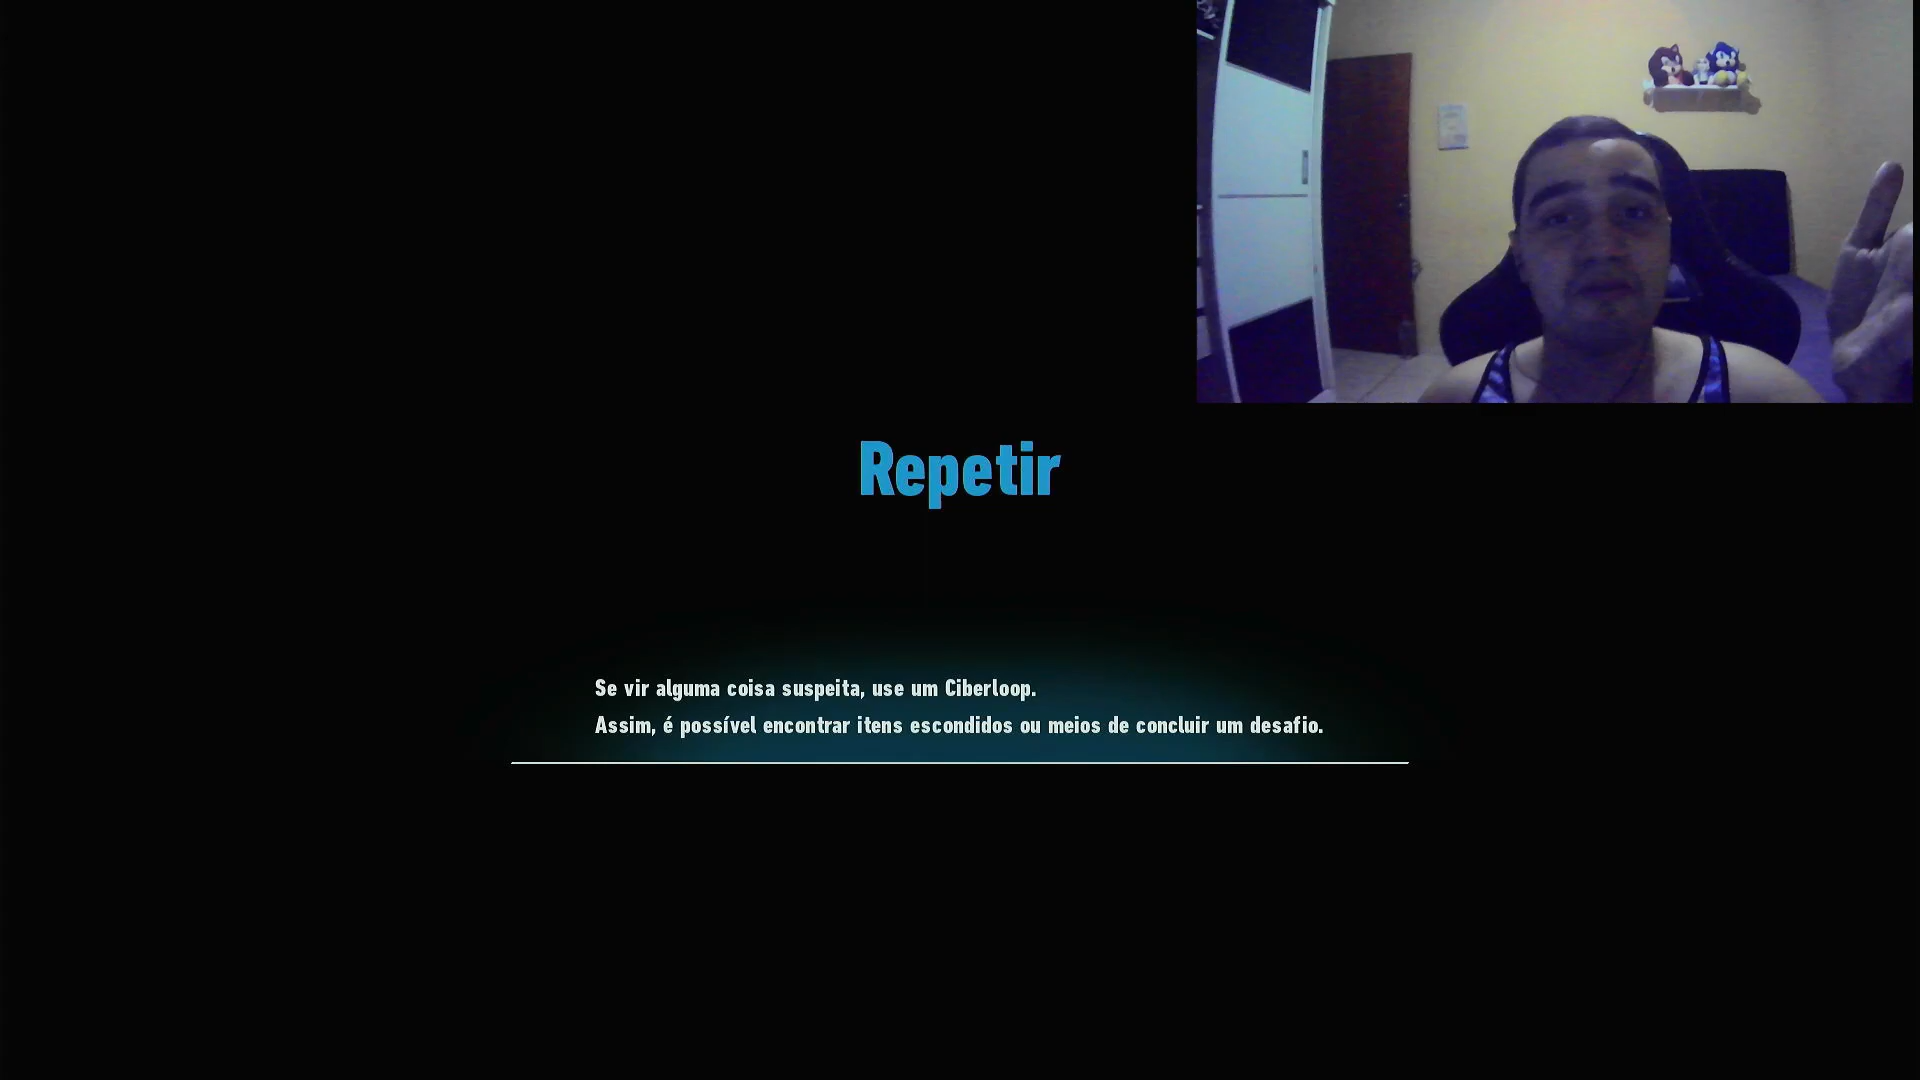 Repetir
Se vir alguma coisa suspeita, use um Ciberloop.
Assim, é possível encontrar itens escondidos ou meios de concluir um desafio.